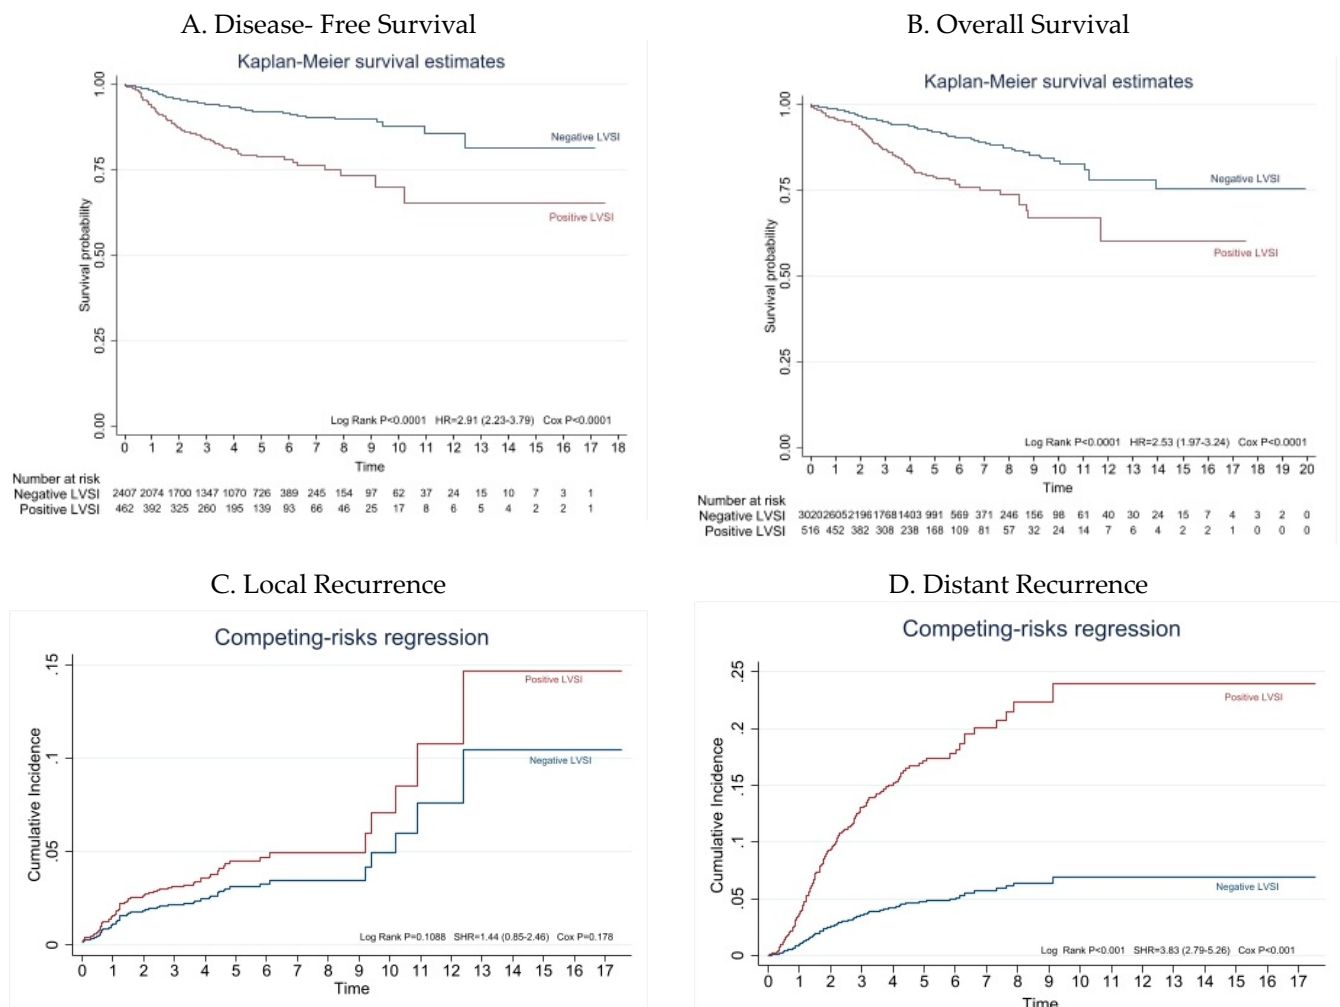 A. Disease- Free Survival
Kaplan-Meier survival estimates
Survival probability
1.00
0.75
0.50
0.25
0.00
Negative LVSI
Positive LVSI
Log Rank P<0.0001 HR=2.91 (2.23-3.79) Cox P<0.0001
0 1 2 3 4 5 6 7 8 9 10 11 12 13 14 15 16 17 18
Time
Number at risk
Negative LVSI 2407 2074 1700 1347 1070 726 389 245 154 97 62 37 24 15 10 7 3 1
Positive LVSI 462 392 325 260 195 139 93 66 46 25 17 8 6 5 4 2 2 1
B. Overall Survival
Kaplan-Meier survival estimates
Survival probability
1.00
0.75
0.50
0.25
0.00
Negative LVSI
Positive LVSI
Log Rank P<0.0001 HR=2.53 (1.97-3.24) Cox P<0.0001
0 1 2 3 4 5 6 7 8 9 10 11 12 13 14 15 16 17 18 19 20
Time
Number at risk
Negative LVSI 3020 2605 2196 1768 1403 991 569 371 246 156 98 61 40 30 24 15 7 4 3 2 0
Positive LVSI 516 452 382 308 238 168 109 81 57 32 24 14 7 6 4 2 2 1 0 0 0
C. Local Recurrence
Competing-risks regression
Cumulative Incidence
.15
.1
.05
0
Positive LVSI
Negative LVSI
Log Rank P=0.1088 SHR=1.44 (0.85-2.46) Cox P=0.178
0 1 2 3 4 5 6 7 8 9 10 11 12 13 14 15 16 17
Time
D. Distant Recurrence
Competing-risks regression
Cumulative Incidence
.25
.2
.15
.1
.05
0
Positive LVSI
Negative LVSI
Log Rank P<0.001 SHR=3.83 (2.79-5.26) Cox P<0.001
0 1 2 3 4 5 6 7 8 9 10 11 12 13 14 15 16 17
Time